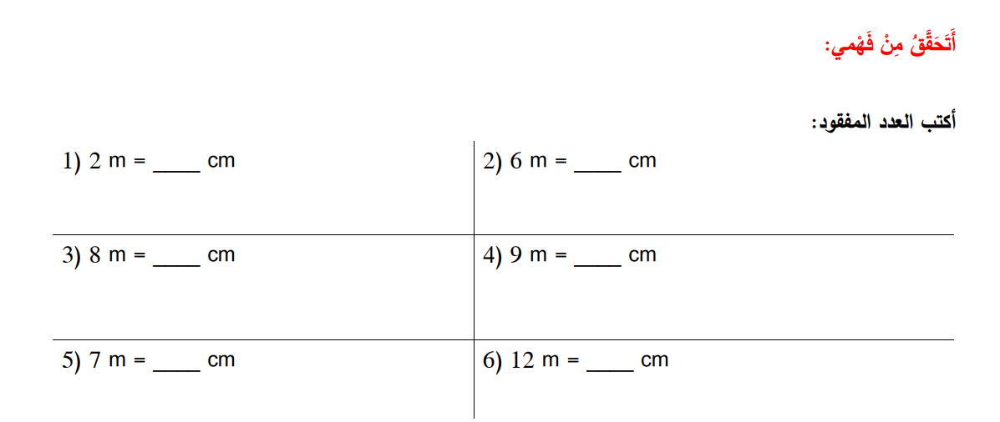 أَتَحَقَّقُ مِنْ فَهْمي:
أكتب العدد المفقود:
1) 2 m = ____ cm
2) 6 m = ____ cm
3) 8 m = ____ cm
4) 9 m = ____ cm
5) 7 m = ____ cm
6) 12 m = ____ cm